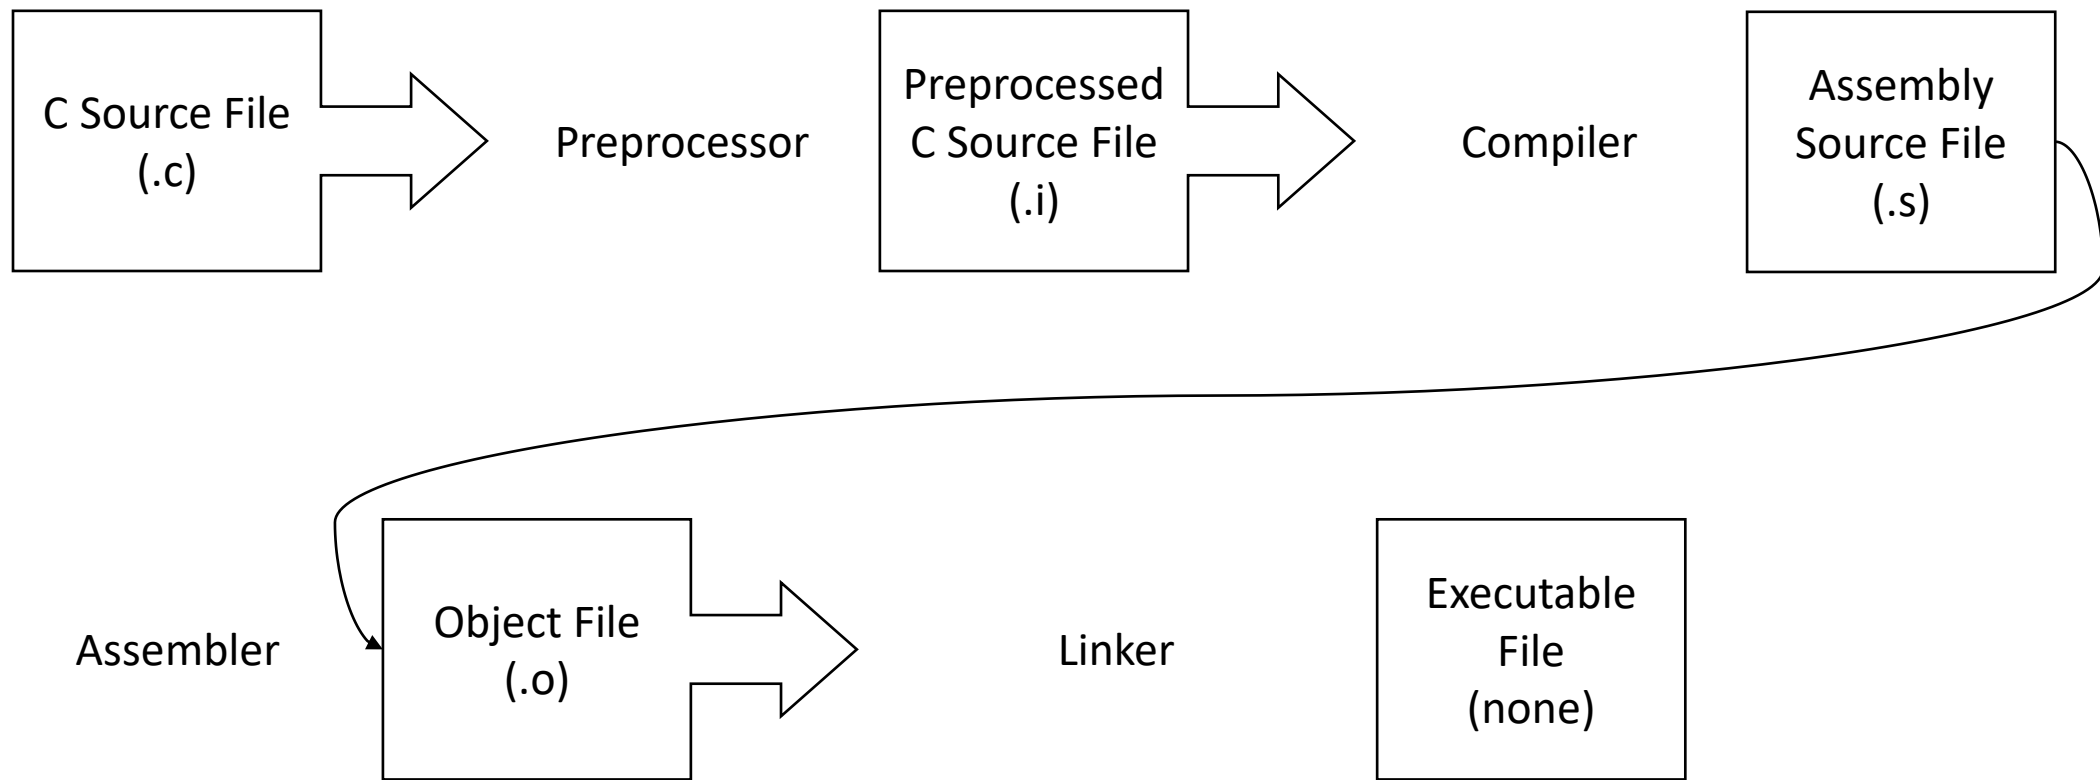 C Source File
(.c)
Preprocessor
Preprocessed
C Source File
(.i)
Compiler
Assembly
Source File
(.s)
Assembler
Object File
(.o)
Linker
Executable
File
(none)